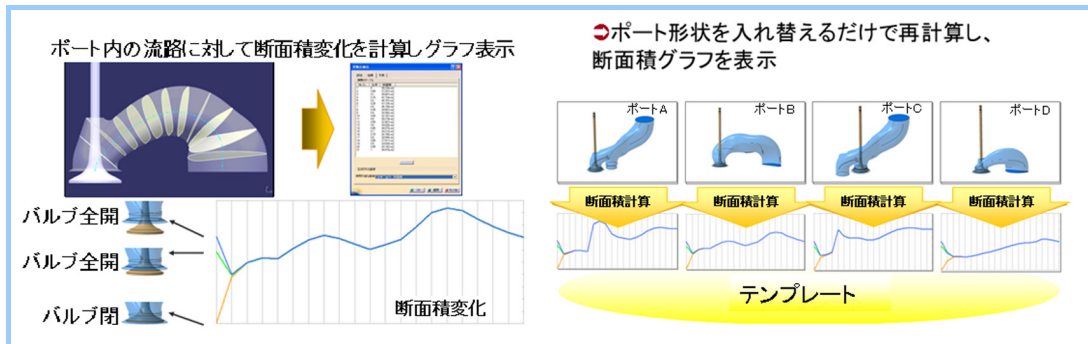 ポート内の流路に対して断面積変化を計算しグラフ表示
バルブ全開
バルブ全開
バルブ閉
断面積変化
➲ポート形状を入れ替えるだけで再計算し、
断面積グラフを表示
ポートA
ポートB
ポートC
ポートD
断面積計算
断面積計算
断面積計算
断面積計算
テンプレート